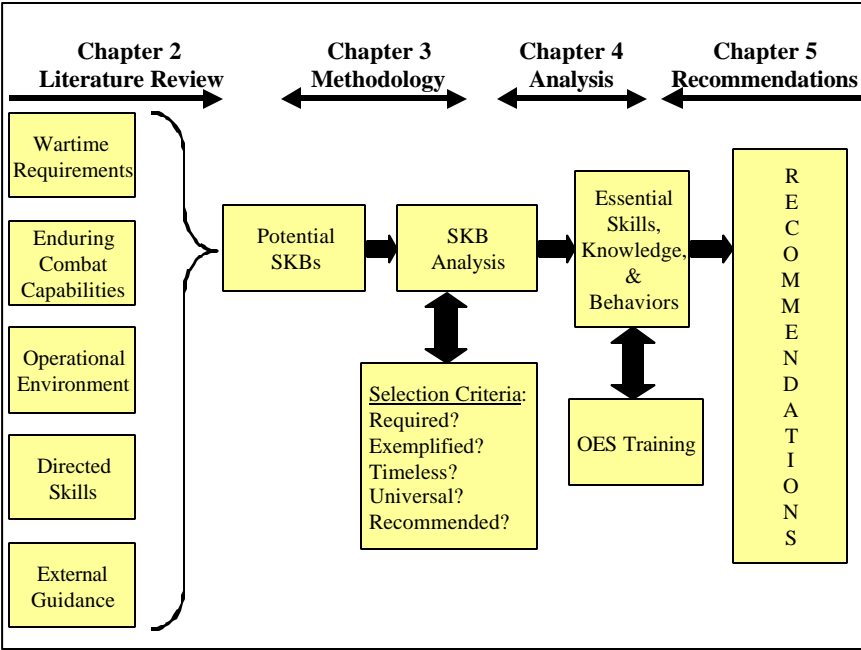 Chapter 2
Literature Review
Chapter 3
Methodology
Chapter 4
Analysis
Chapter 5
Recommendations
Wartime
Requirements
Enduring
Combat
Capabilities
Operational
Environment
Directed
Skills
External
Guidance
Potential
SKBs
SKB
Analysis
Selection Criteria:
Required?
Exemplified?
Timeless?
Universal?
Recommended?
Essential
Skills,
Knowledge,
&
Behaviors
OES Training
R
E
C
O
M
M
E
N
D
A
T
I
O
N
S